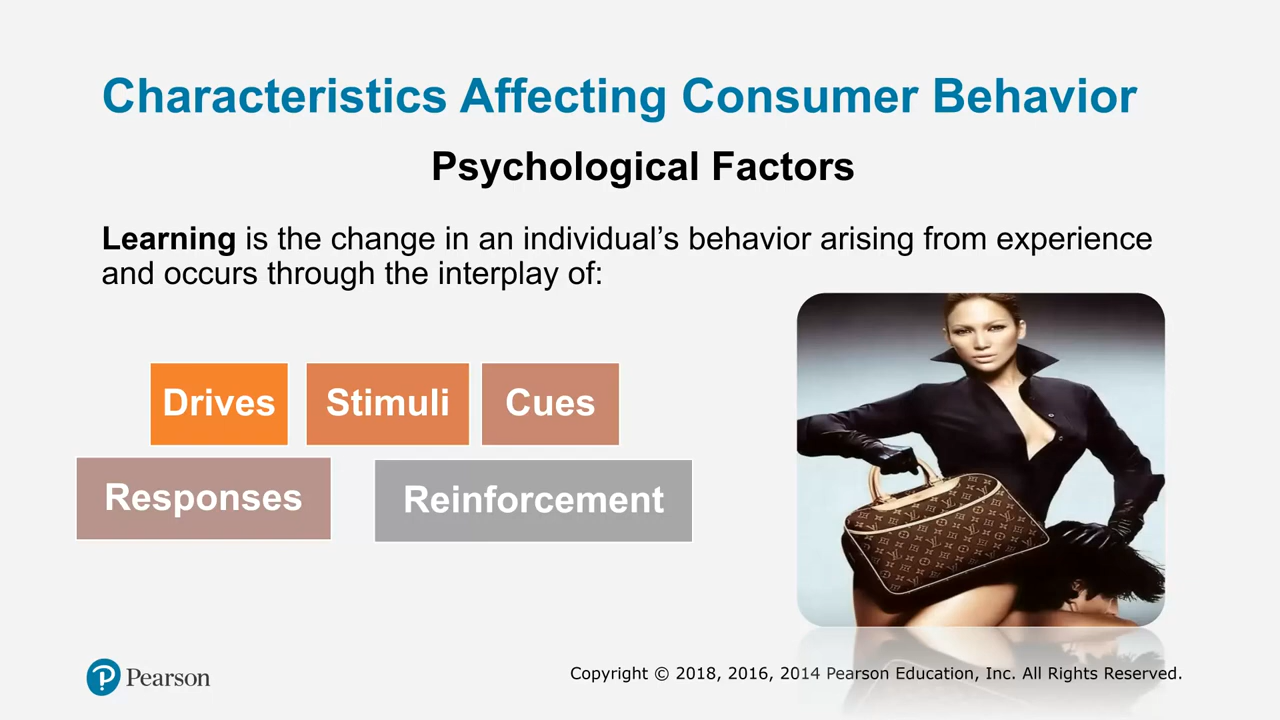 Characteristics Affecting Consumer Behavior
Psychological Factors
Learning is the change in an individual’s behavior arising from experience
and occurs through the interplay of:
Drives
Stimuli
Cues
Responses
Reinforcement
Pearson
Copyright © 2018, 2016, 2014 Pearson Education, Inc. All Rights Reserved.